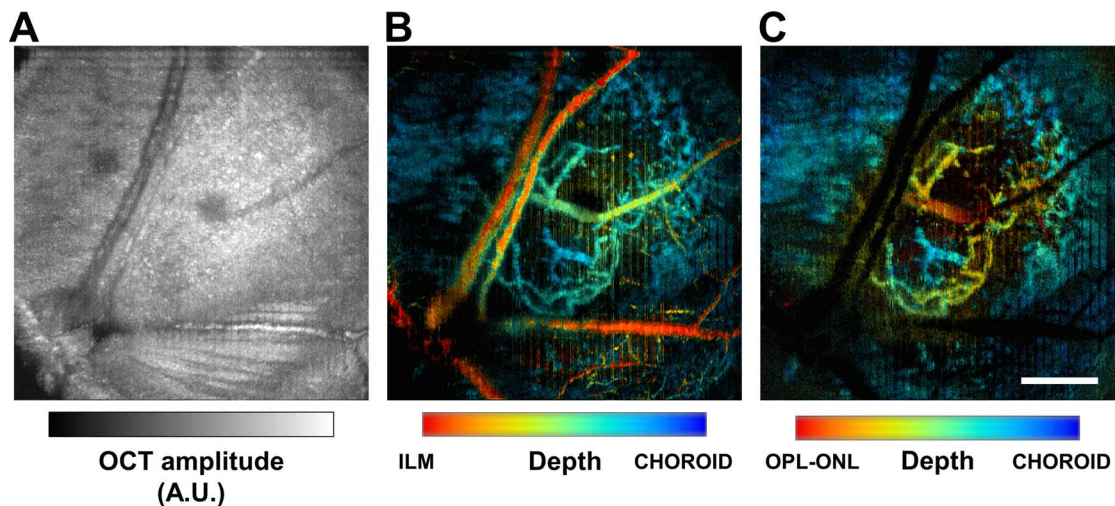 A
B
C
OCT amplitude
(A.U.)
ILM Depth CHOROID
OPL-ONL Depth CHOROID